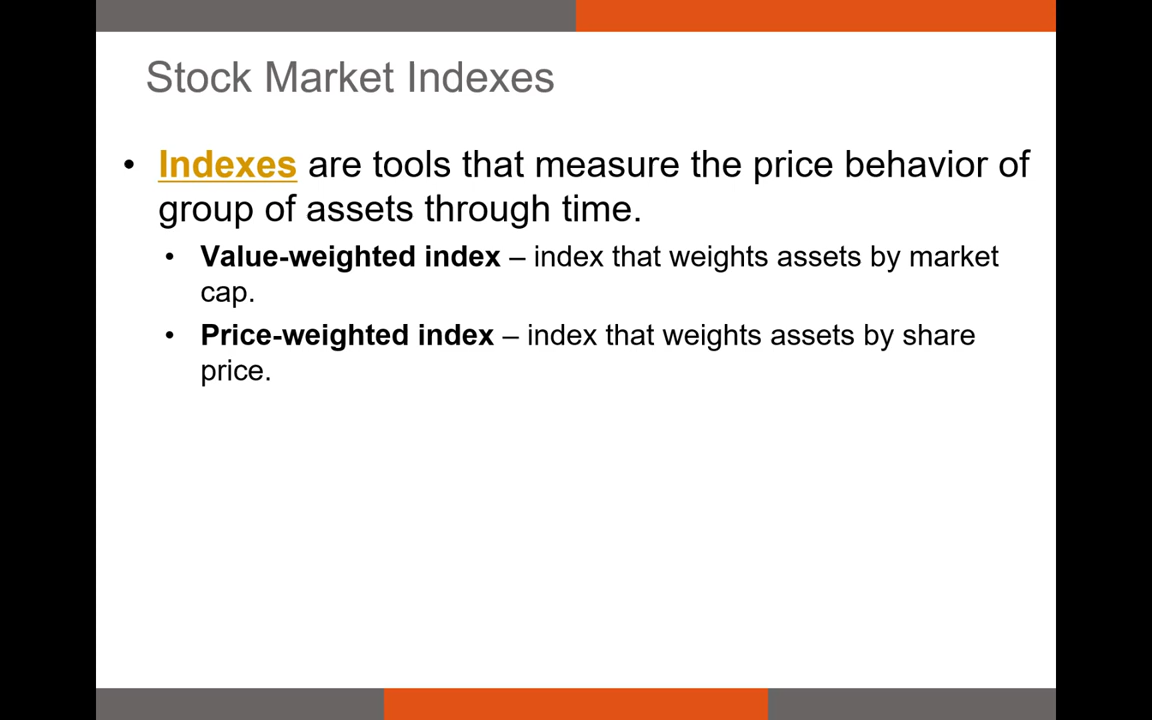 Stock Market Indexes
• Indexes are tools that measure the price behavior of
group of assets through time.
• Value-weighted index – index that weights assets by market
cap.
• Price-weighted index – index that weights assets by share
price.